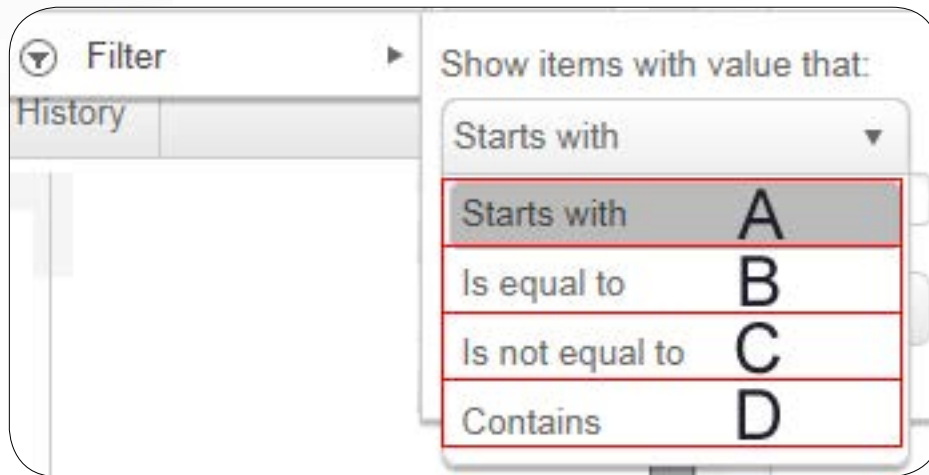 Filter
Show items with value that:
History
Starts with
Starts with A
Is equal to B
Is not equal to C
Contains D